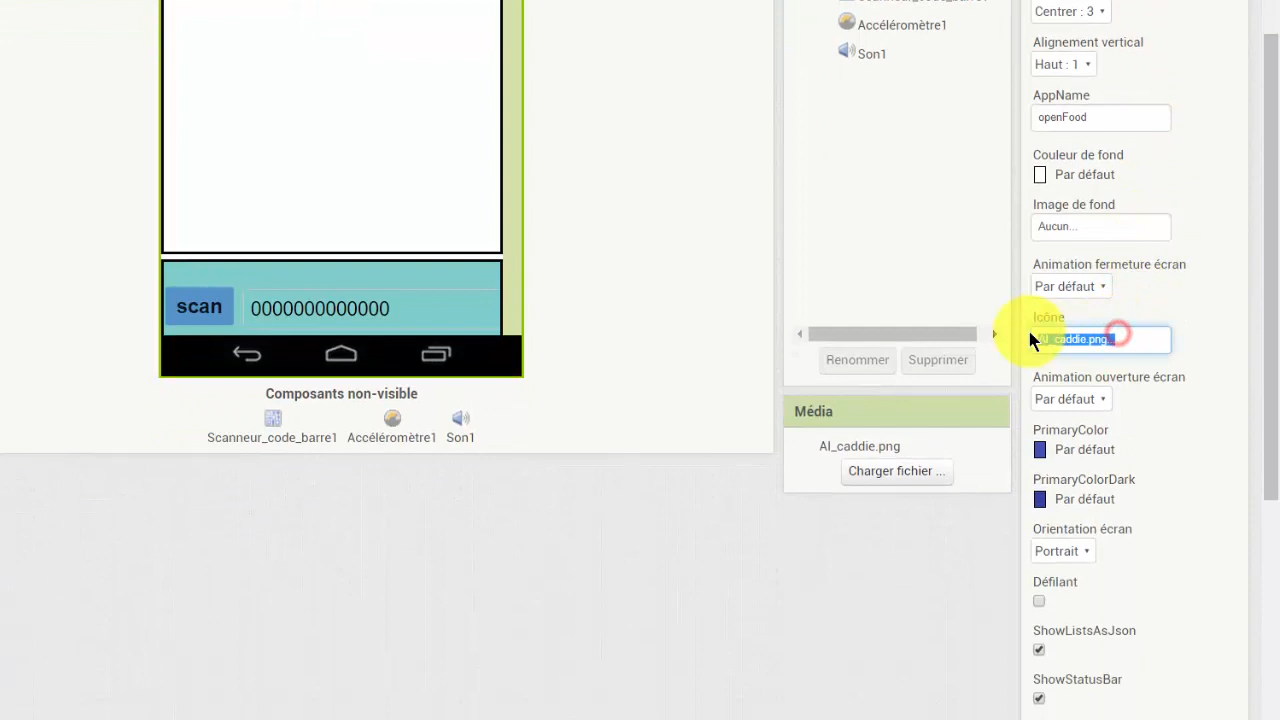 Centrer : 3
Accéléromètre1
Son1
Alignement vertical
Haut : 1
AppName
openFood
Couleur de fond
Par défaut
Image de fond
Aucun...
Animation fermeture écran
Par défaut
Icône
AI_caddie.png...
Animation ouverture écran
Par défaut
PrimaryColor
Par défaut
PrimaryColorDark
Par défaut
Orientation écran
Portrait
Défilant
ShowListsAsJson
ShowStatusBar
scan
0000000000000
Composants non-visible
Scanneur_code_barre1
Accéléromètre1
Son1
Renommer
Supprimer
Média
AI_caddie.png
Charger fichier ...